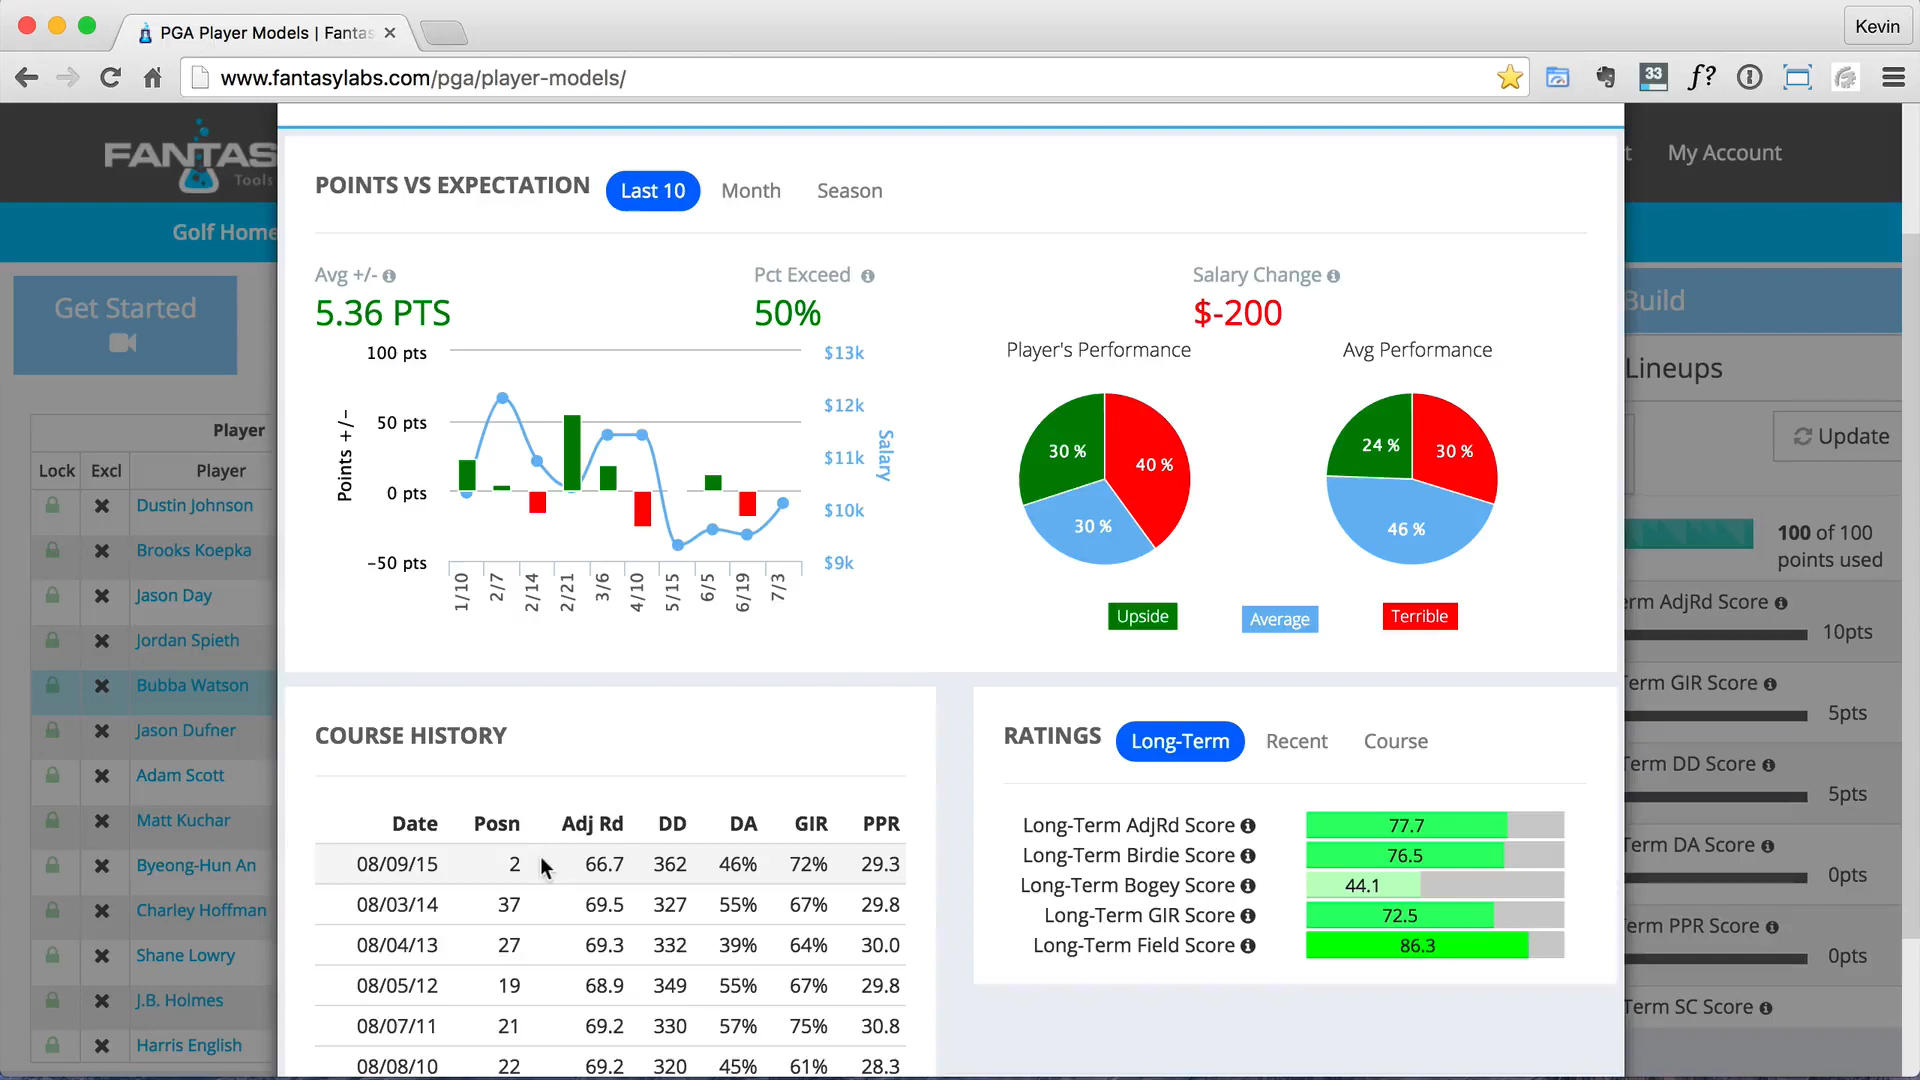 PGA Player Models | Fantas
Kevin
www.fantasylabs.com/pga/player-models/
33
f?
FANTAS
Tools
t My Account
Golf Home
Get Started
Build
Lineups
Update
100 of 100
points used
Player
Lock Excl Player
Dustin Johnson
Brooks Koepka
Jason Day
Jordan Spieth
Bubba Watson
Jason Dufner
Adam Scott
Matt Kuchar
Byeong-Hun An
Charley Hoffman
Shane Lowry
J.B. Holmes
Harris English
POINTS VS EXPECTATION Last 10 Month Season
Avg +/- Pct Exceed Salary Change
5.36 PTS 50% $-200
100 pts
50 pts
0 pts
−50 pts
Points +/−
$13k
$12k
$11k
$10k
$9k
Salary
1/10 2/7 2/14 2/21 3/6 4/10 5/15 6/5 6/19 7/3
Player's Performance Avg Performance
30 % 40 % 30 %
24 % 30 % 46 %
Upside Average Terrible
COURSE HISTORY
Date Posn Adj Rd DD DA GIR PPR
08/09/15 2 66.7 362 46% 72% 29.3
08/03/14 37 69.5 327 55% 67% 29.8
08/04/13 27 69.3 332 39% 64% 30.0
08/05/12 19 68.9 349 55% 67% 29.8
08/07/11 21 69.2 330 57% 75% 30.8
08/08/10 22 69.2 320 45% 61% 28.3
RATINGS Long-Term Recent Course
Long-Term AdjRd Score 77.7
Long-Term Birdie Score 76.5
Long-Term Bogey Score 44.1
Long-Term GIR Score 72.5
Long-Term Field Score 86.3
erm AdjRd Score
10pts
Term GIR Score
5pts
Term DD Score
5pts
Term DA Score
0pts
erm PPR Score
0pts
Term SC Score